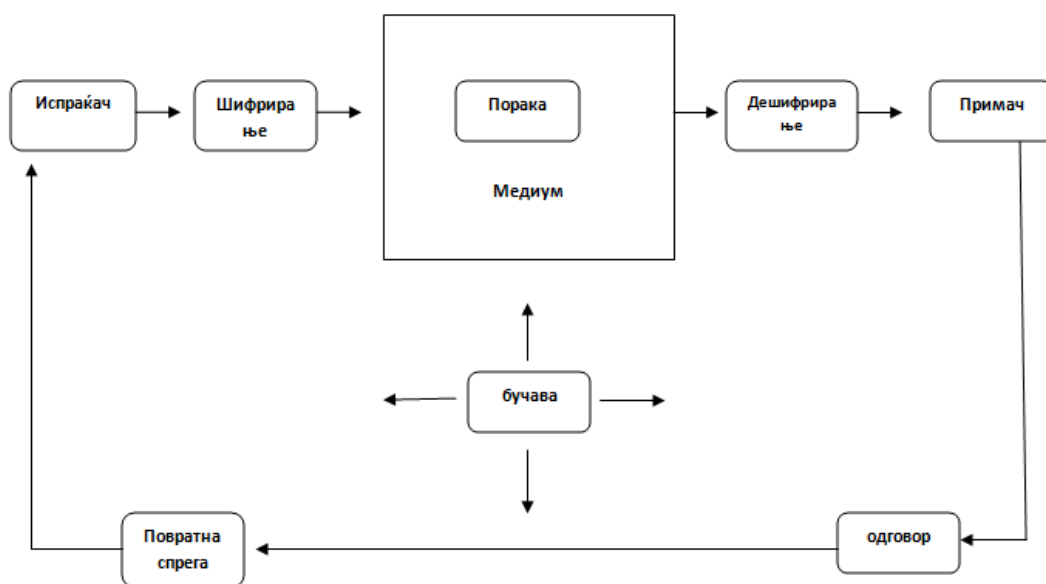 Испраќач
Шифрира
ње
Порака
Медиум
Дешифрира
ње
Примач
бучава
Повратна
спрега
одговор